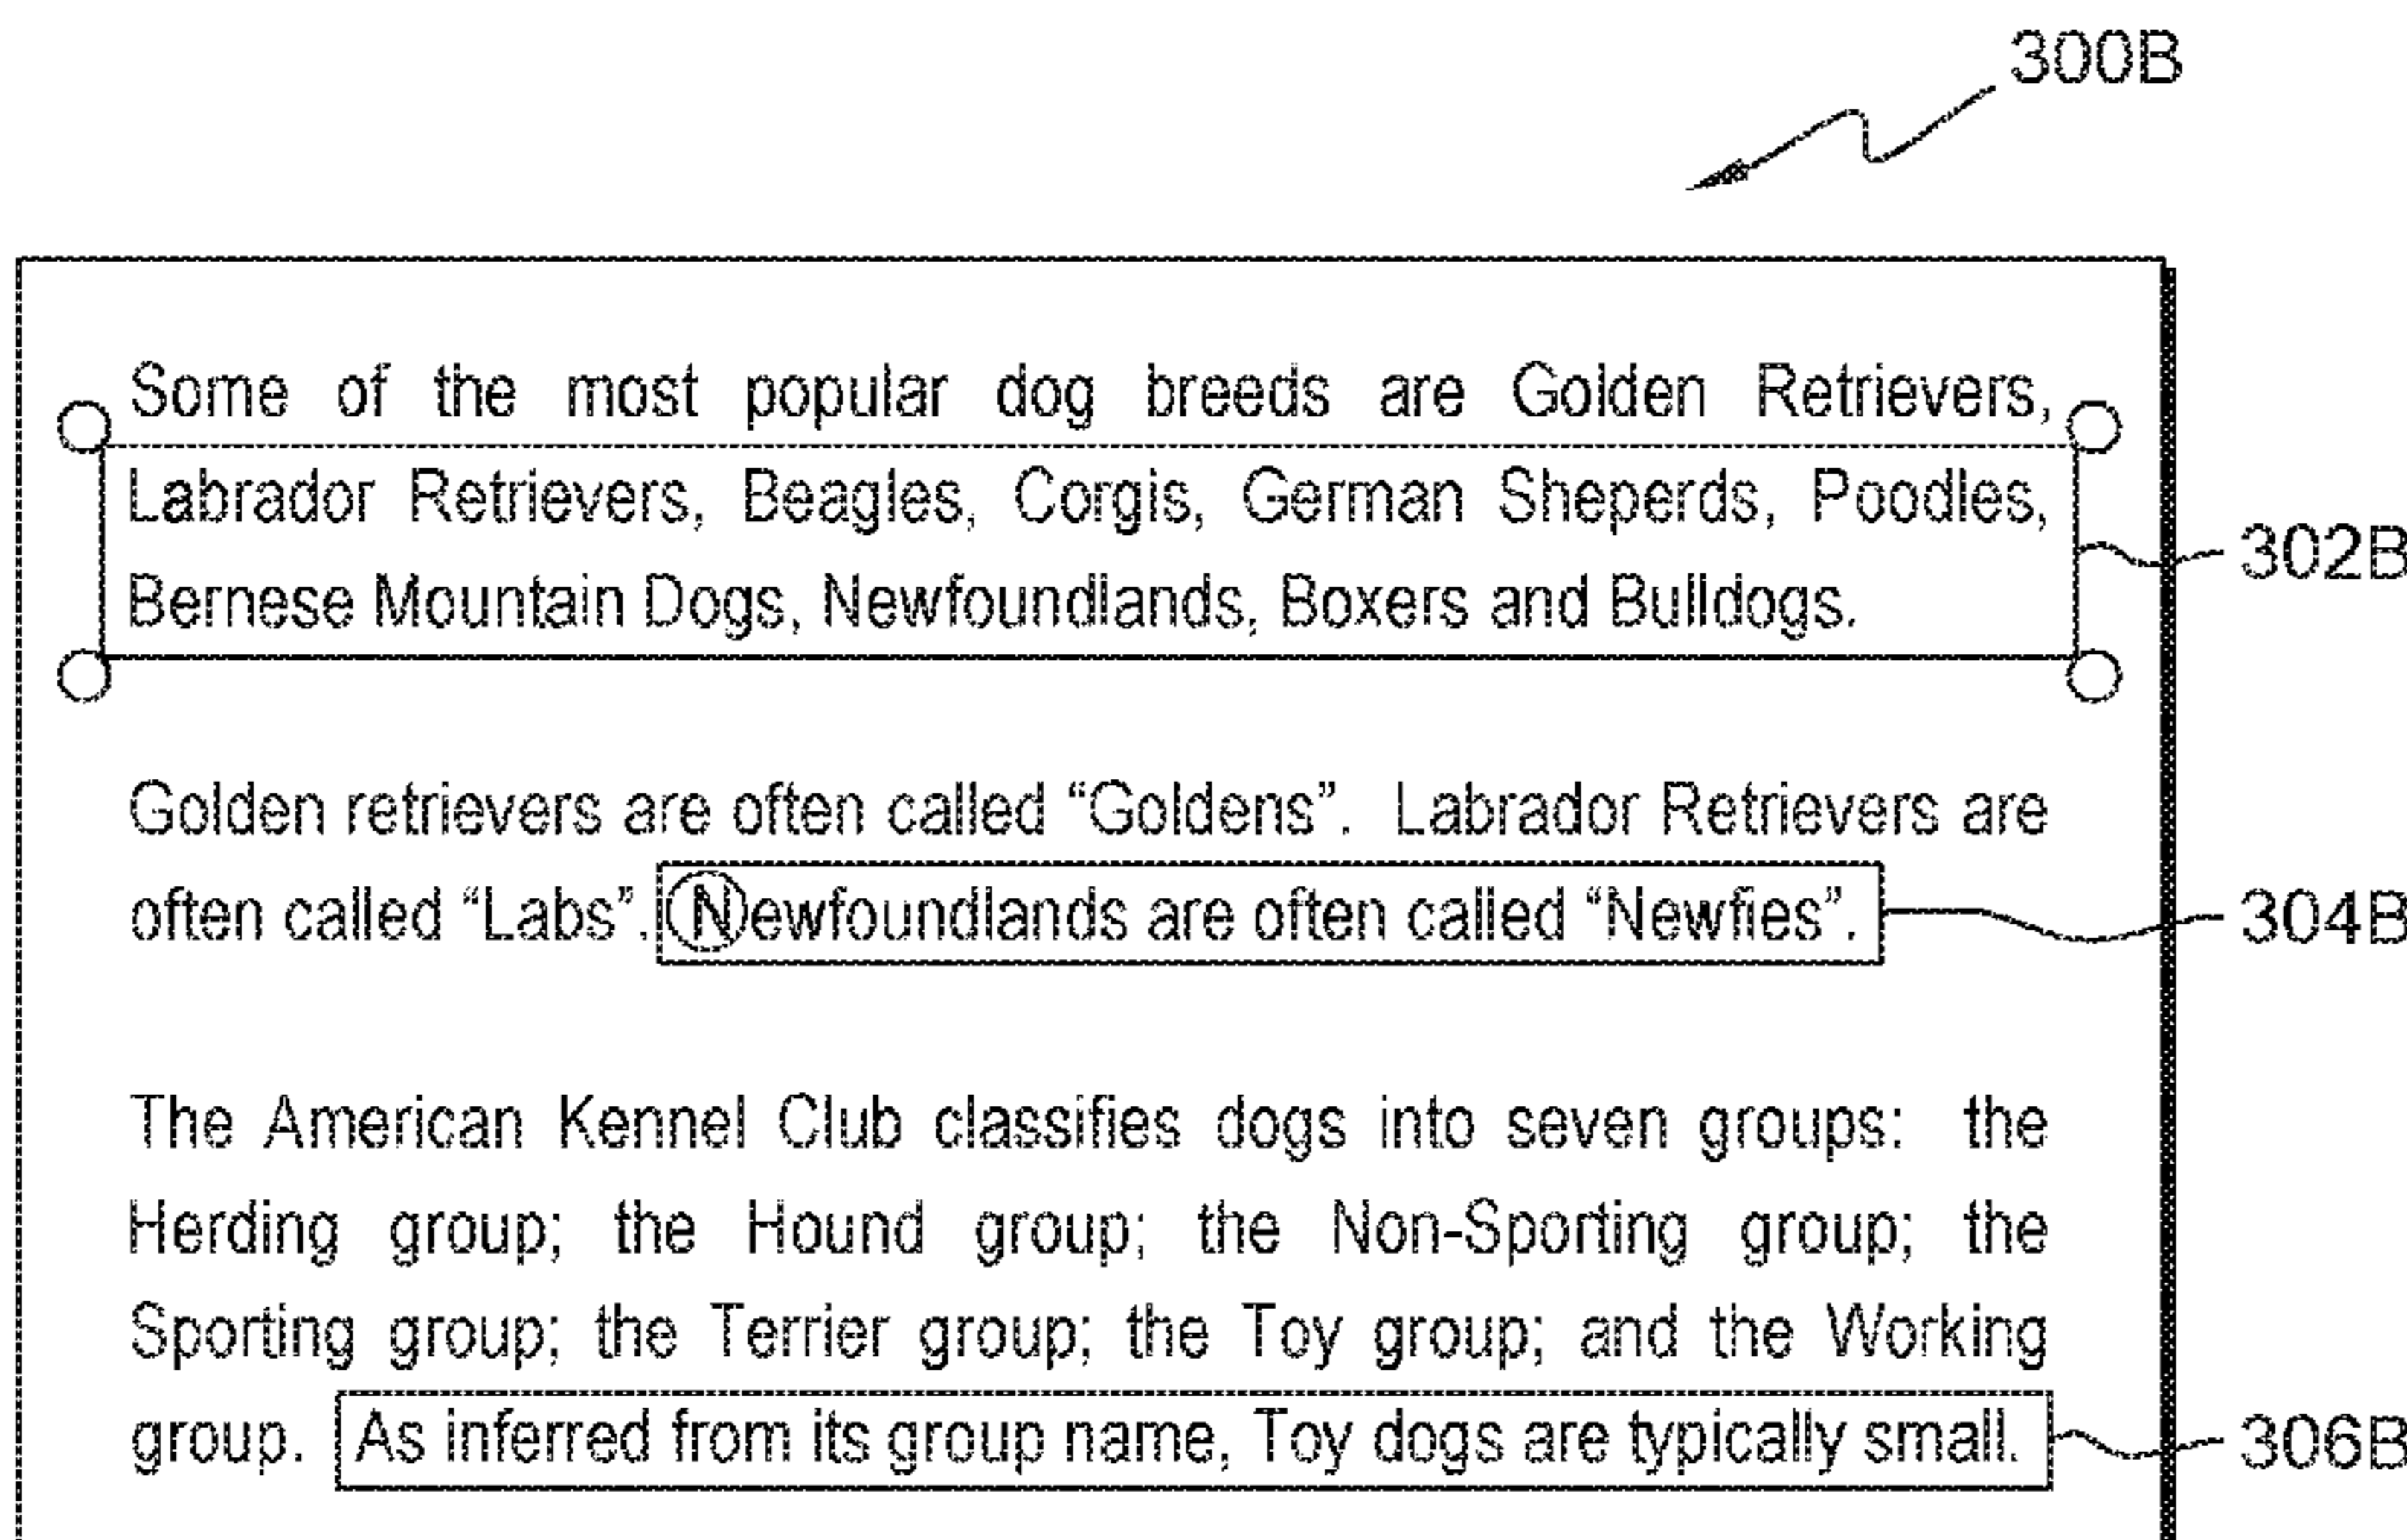 300B
Some of the most popular dog breeds are Golden Retrievers,
Labrador Retrievers, Beagles, Corgis, German Sheperds, Poodles,
302B
Bernese Mountain Dogs, Newfoundlands, Boxers and Bulldogs.
Golden retrievers are often called “Goldens”. Labrador Retrievers are
often called “Labs”. Newfoundlands are often called “Newfies”.
304B
The American Kennel Club classifies dogs into seven groups: the
Herding group; the Hound group; the Non-Sporting group; the
Sporting group; the Terrier group; the Toy group; and the Working
group. As inferred from its group name, Toy dogs are typically small.
306B